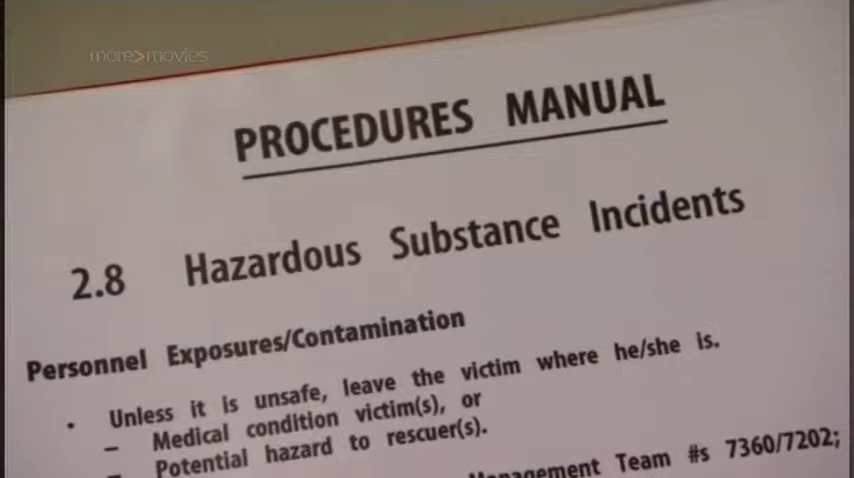 more>movies
PROCEDURES MANUAL
2.8 Hazardous Substance Incidents
Personnel Exposures/Contamination
• Unless it is unsafe, leave the victim where he/she is.
– Medical condition victim(s), or
– Potential hazard to rescuer(s).
Management Team #s 7360/7202;